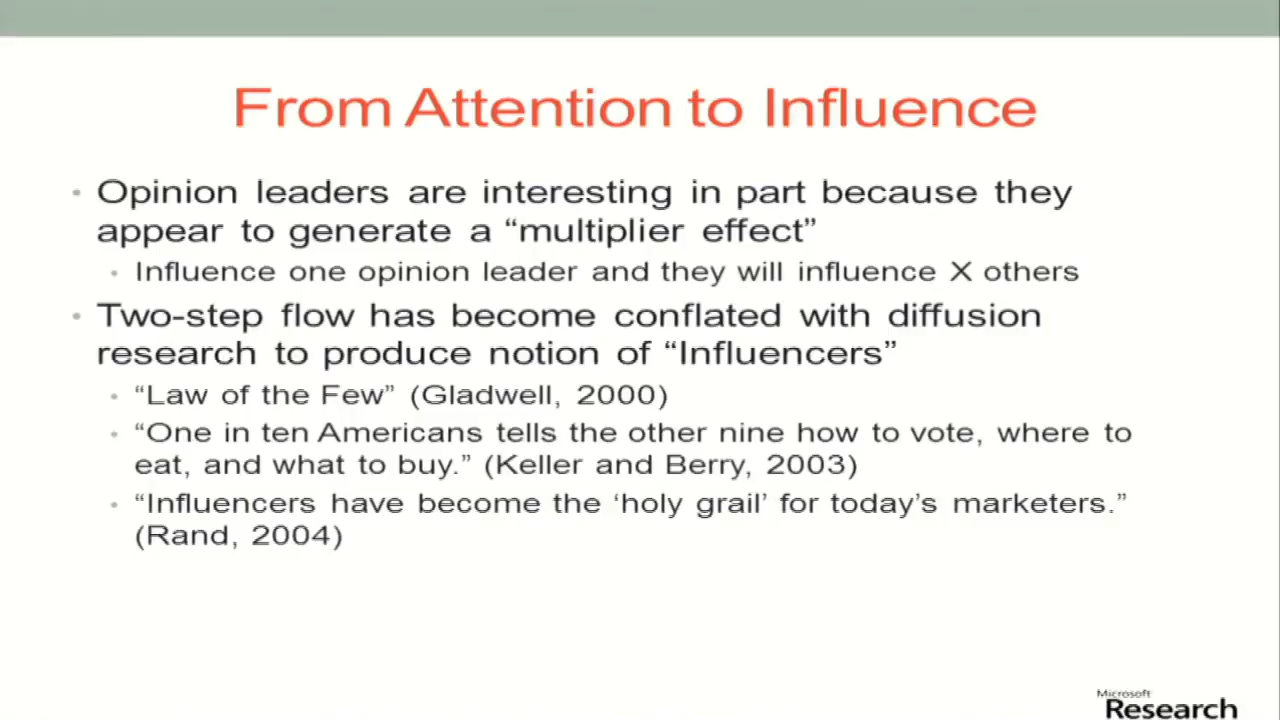 From Attention to Influence
• Opinion leaders are interesting in part because they
appear to generate a “multiplier effect”
• Influence one opinion leader and they will influence X others
• Two-step flow has become conflated with diffusion
research to produce notion of “Influencers”
• “Law of the Few” (Gladwell, 2000)
• “One in ten Americans tells the other nine how to vote, where to
eat, and what to buy.” (Keller and Berry, 2003)
• “Influencers have become the ‘holy grail’ for today’s marketers.”
(Rand, 2004)
Microsoft
Research